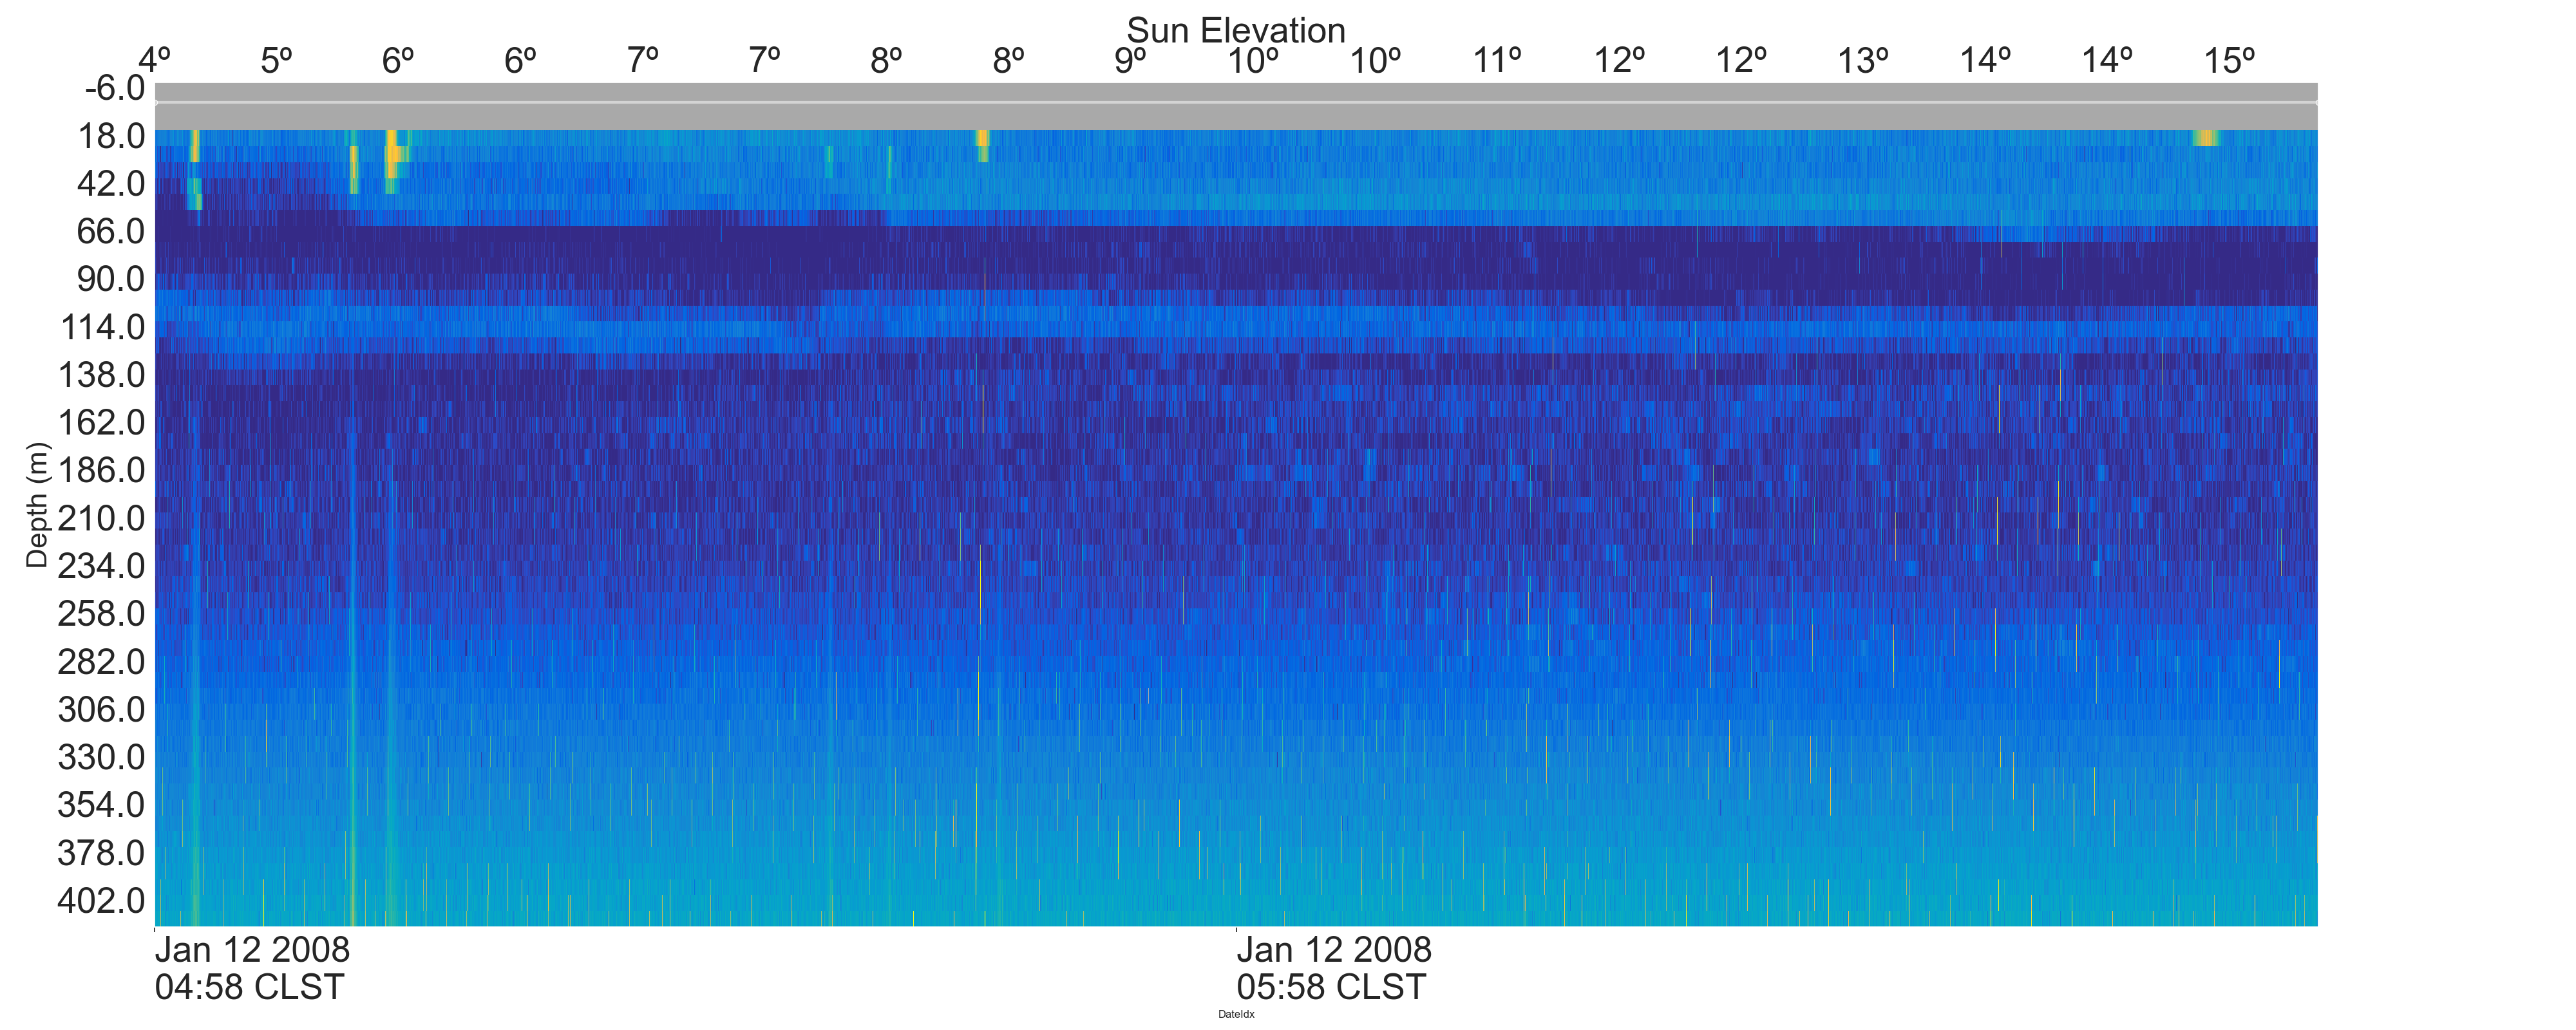 Sun Elevation
4º 5º 6º 6º 7º 7º 8º 8º 9º 10º 10º 11º 12º 12º 13º 14º 14º 15º
-6.0
18.0
42.0
66.0
90.0
114.0
138.0
162.0
186.0
210.0
234.0
258.0
282.0
306.0
330.0
354.0
378.0
402.0
Depth (m)
Jan 12 2008
04:58 CLST
Jan 12 2008
05:58 CLST
DateIdx